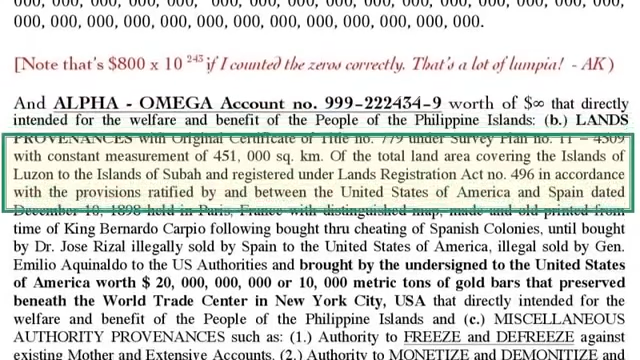 000, 000, 000, 000, 000, 000, 000, 000, 000, 000, 000, 000, 000, 000, 000, 000,
000, 000, 000, 000, 000, 000, 000, 000, 000, 000, 000, 000.
[Note that's $800 x 10 243 if I counted the zeros correctly. That's a lot of lumpia! - AK)
And ALPHA - OMEGA Account no. 999-222434-9 worth of $∞ that directly
intended for the welfare and benefit of the People of the Philippine Islands: (b.) LANDS
PROVENANCES with Original Certificate of Title no. 779 under Survey Plan no. 11 – 4509
with constant measurement of 451, 000 sq. km. Of the total land area covering the Islands of
Luzon to the Islands of Subah and registered under Lands Registration Act no. 496 in accordance
with the provisions ratified by and between the United States of America and Spain dated
December 10, 1898 held in Paris, France with distinguished map, made and old printed from
time of King Bernardo Carpio following bought thru cheating of Spanish Colonies, until bought
by Dr. Jose Rizal illegally sold by Spain to the United States of America, illegal sold by Gen.
Emilio Aquinaldo to the US Authorities and brought by the undersigned to the United States
of America worth $ 20, 000, 000, 000 or 10, 000 metric tons of gold bars that preserved
beneath the World Trade Center in New York City, USA that directly intended for the
welfare and benefit of the People of the Philippine Islands and (c.) MISCELLANEOUS
AUTHORITY PROVENANCES such as: (1.) Authority to FREEZE and DEFREEZE against
existing Mother and Extensive Accounts, (2.) Authority to MONETIZE and DEMONITIZE and